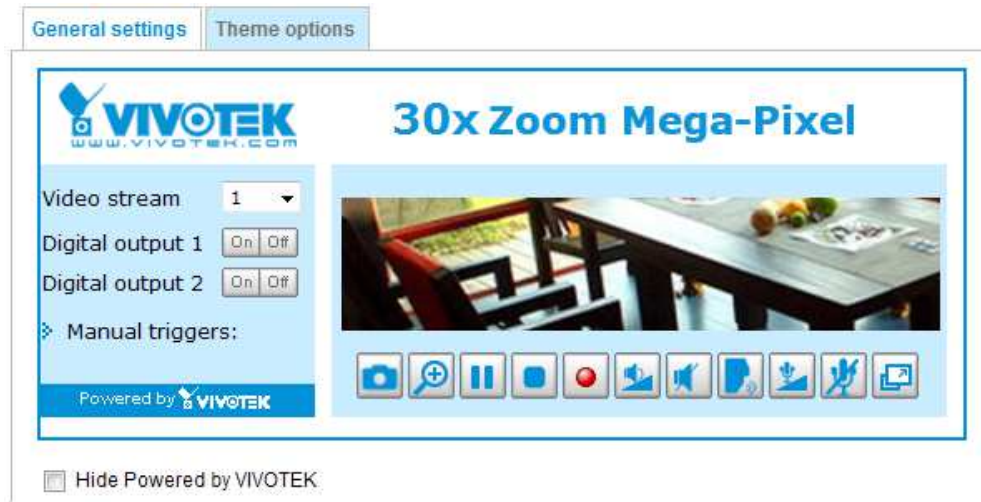 General settings
Theme options
VIVOTEK
www.vivotek.com
30x Zoom Mega-Pixel
Video stream 1
Digital output 1 On Off
Digital output 2 On Off
Manual triggers:
Powered by VIVOTEK
Hide Powered by VIVOTEK